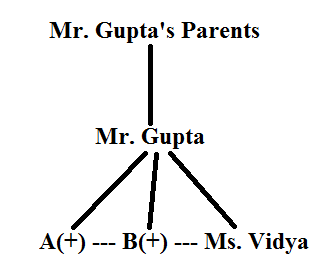 Mr. Gupta's Parents
Mr. Gupta
A(+) --- B(+) --- Ms. Vidya